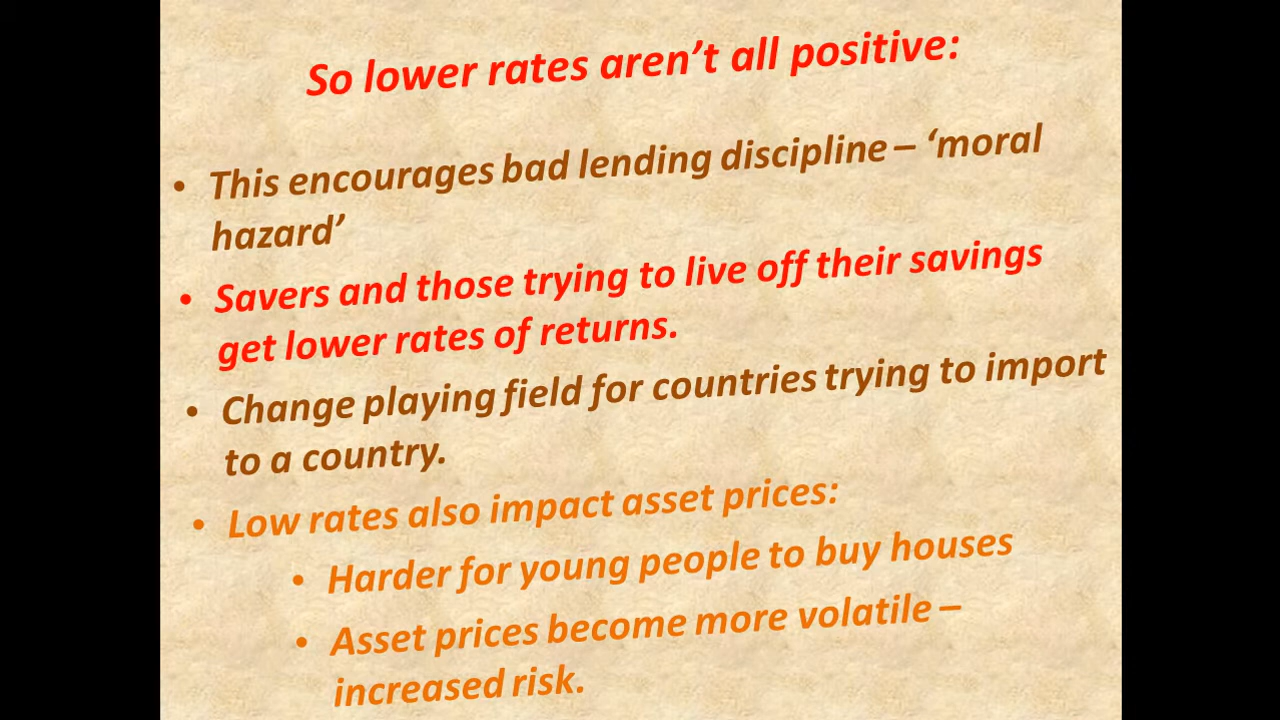 So lower rates aren’t all positive:
• This encourages bad lending discipline – ‘moral
hazard’
• Savers and those trying to live off their savings
get lower rates of returns.
• Change playing field for countries trying to import
to a country.
• Low rates also impact asset prices:
• Harder for young people to buy houses
• Asset prices become more volatile –
increased risk.